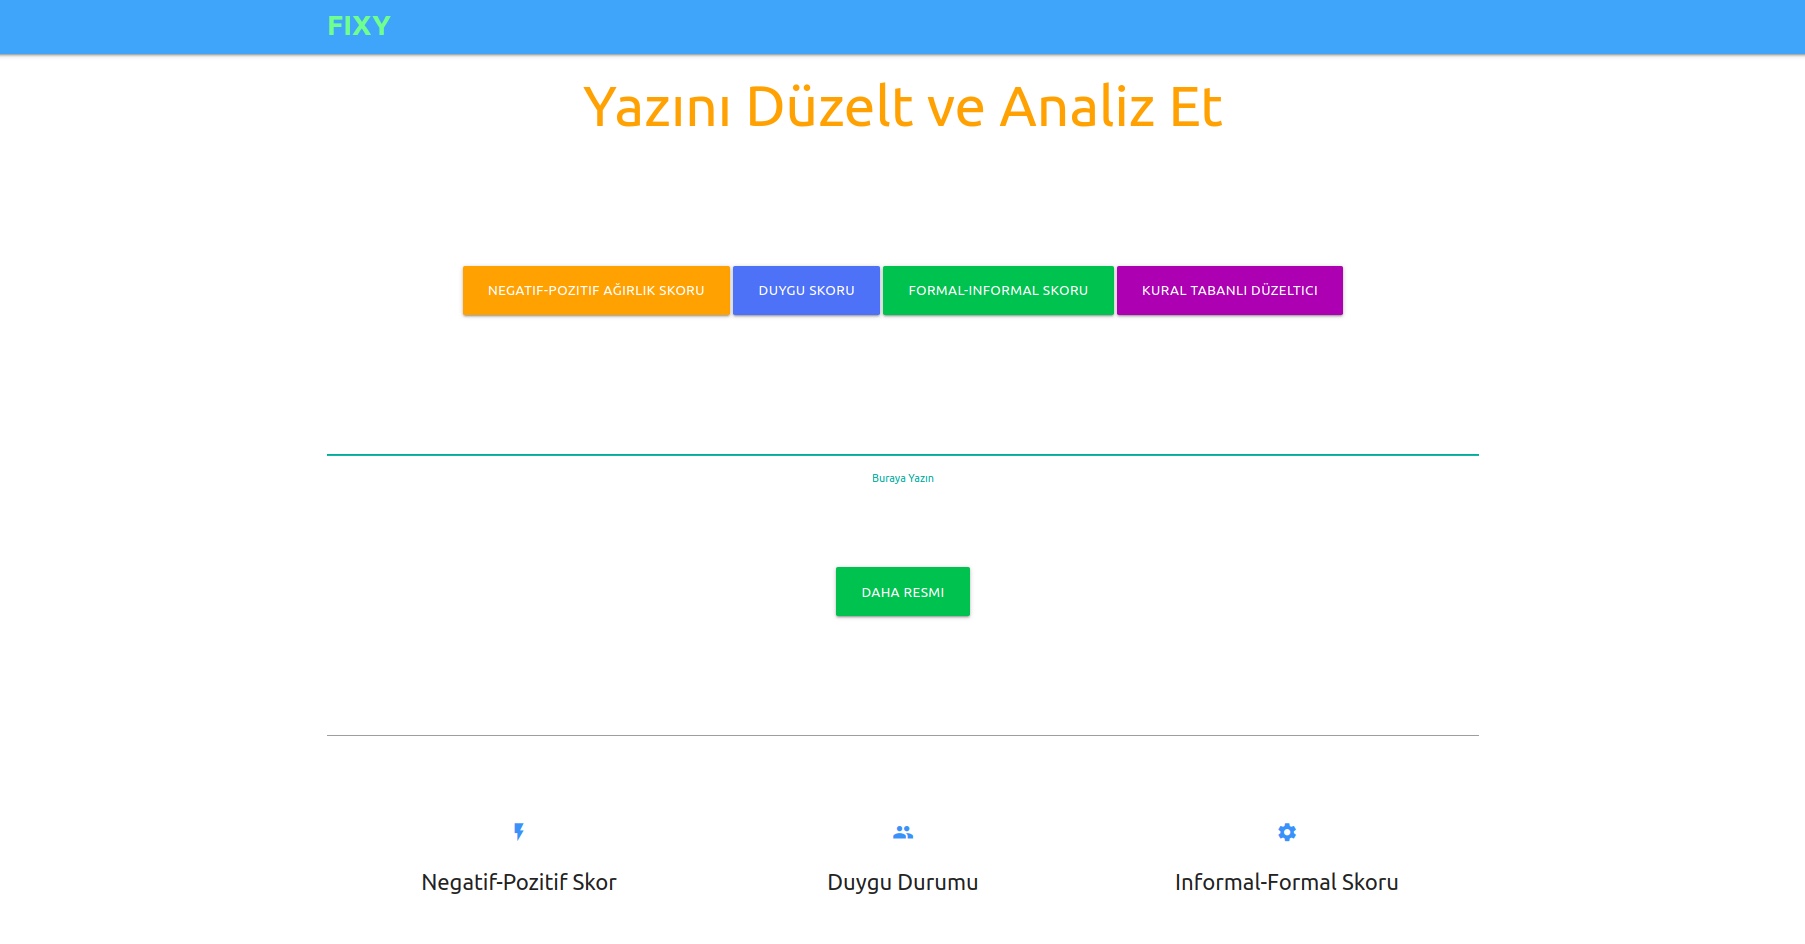 FIXY
Yazını Düzelt ve Analiz Et
NEGATIF-POZITIF AĞIRLIK SKORU DUYGU SKORU FORMAL-INFORMAL SKORU KURAL TABANLI DÜZELTICI
Buraya Yazın
DAHA RESMI
Negatif-Pozitif Skor Duygu Durumu Informal-Formal Skoru